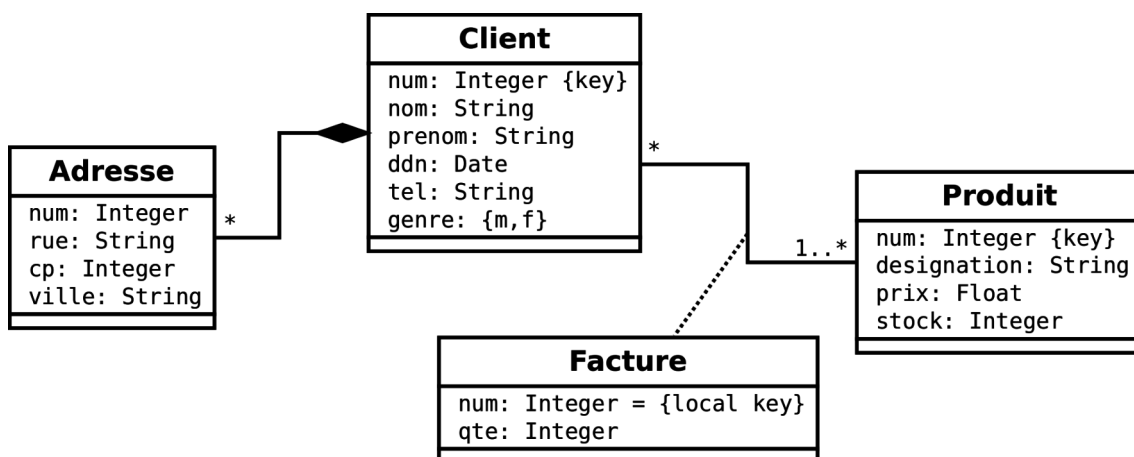 Client
num: Integer {key}
nom: String
prenom: String
ddn: Date
tel: String
genre: {m,f}
Adresse
num: Integer
rue: String
cp: Integer
ville: String
*
*
Produit
num: Integer {key}
designation: String
prix: Float
stock: Integer
1..*
Facture
num: Integer = {local key}
qte: Integer